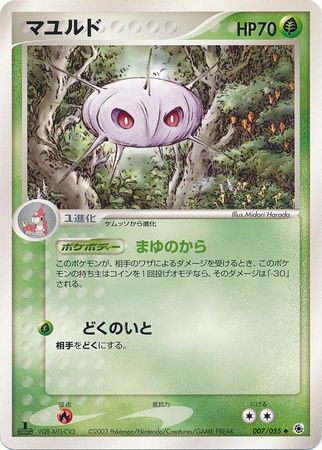 マユルド HP70
Illus.Midori Harada
1進化 ケムッソから進化
ポケボディー まゆのから
このポケモンが、相手のワザによるダメージを受けるとき、このポケ
モンの持ち主はコインを1回投げオモテなら、そのダメージは「-30」さ
れる。
どくのいと
相手をどくにする。
弱点 抵抗力 にげる
1 EDITION VQ8-A93-CV3 ©2003 Pokémon/Nintendo/Creatures/GAME FREAK 007/055 ◆